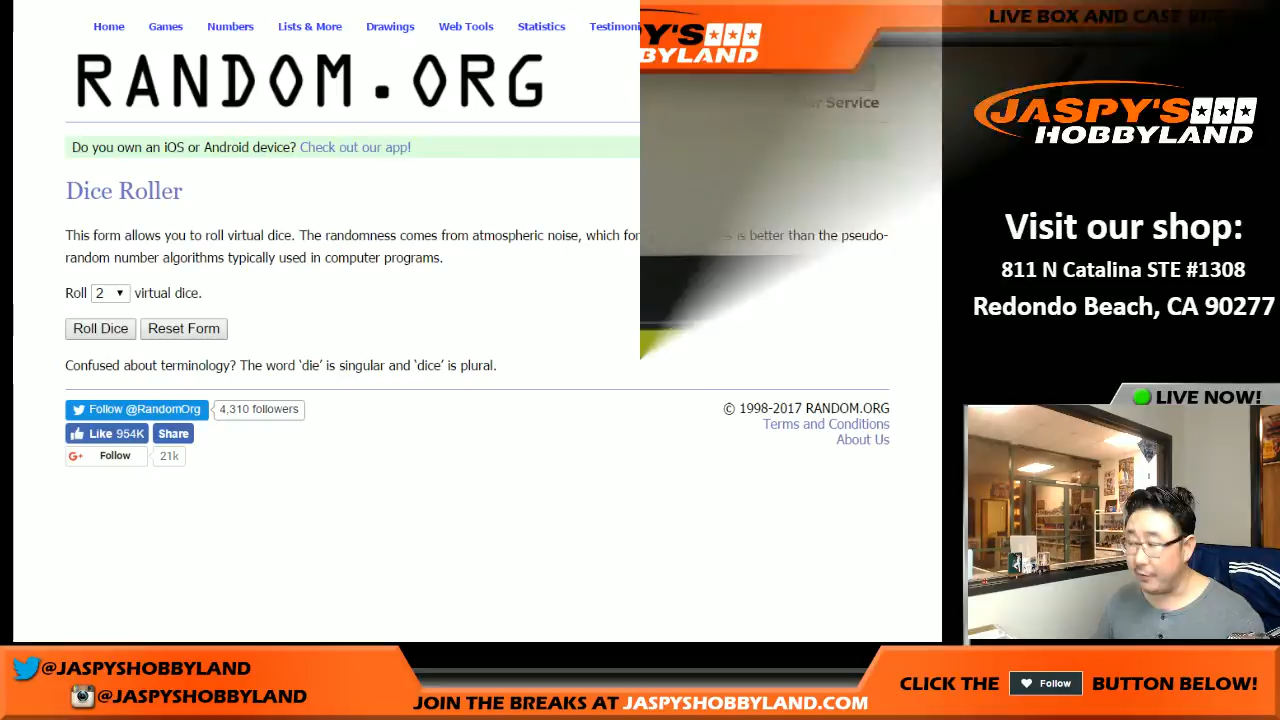 Home Games Numbers Lists & More Drawings Web Tools Statistics
RANDOM.ORG
Do you own an iOS or Android device? Check out our app!
Dice Roller
This form allows you to roll virtual dice. The randomness comes from atmospheric noise, which for is better than the pseudo-
random number algorithms typically used in computer programs.
Roll 2 virtual dice.
Roll Dice Reset Form
Confused about terminology? The word ‘die’ is singular and ‘dice’ is plural.
Follow @RandomOrg 4,310 followers
Like 954K Share
G+ Follow 21k
© 1998-2017 RANDOM.ORG
Terms and Conditions
About Us
Y'S
BYLAND
Service
LIVE BOX AND CASE
JASPY'S
HOBBYLAND
Visit our shop:
811 N Catalina STE #1308
Redondo Beach, CA 90277
LIVE NOW!
@JASPYSHOBBYLAND
@JASPYSHOBBYLAND
JOIN THE BREAKS AT JASPYSHOBBYLAND.COM
CLICK THE Follow BUTTON BELOW!